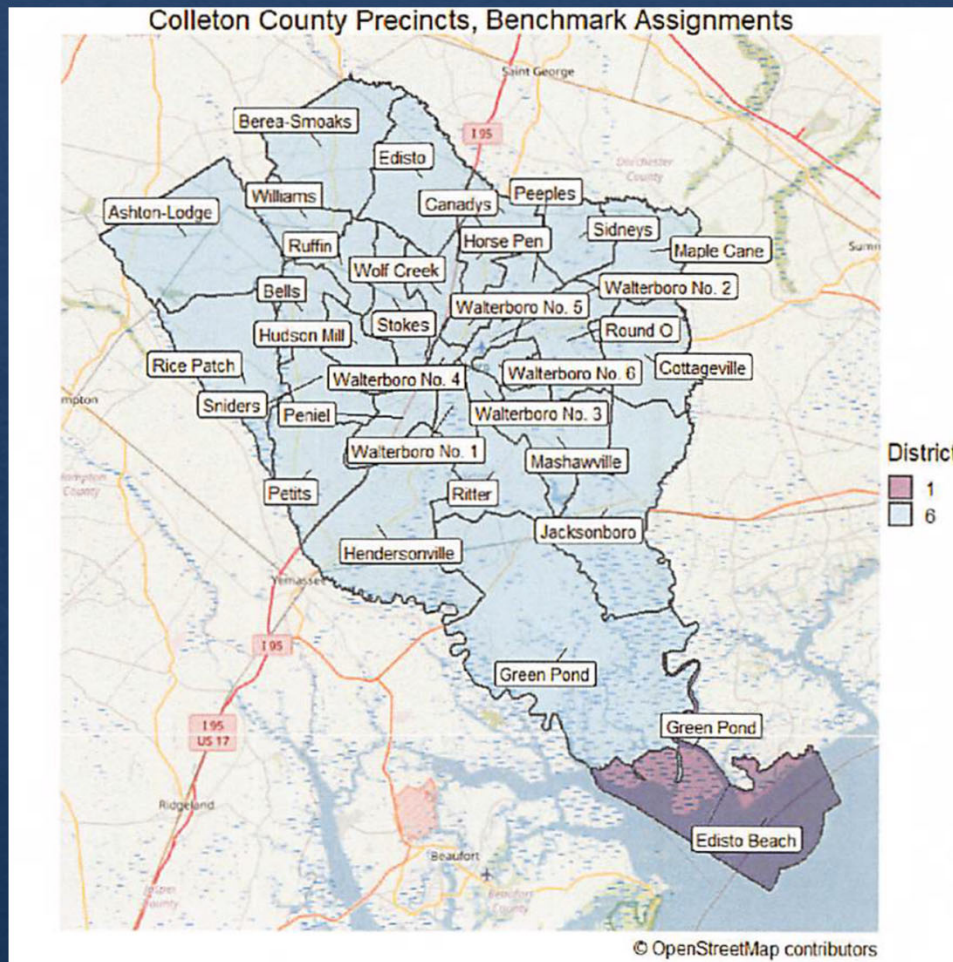 Colleton County Precincts, Benchmark Assignments
Saint George
Berea-Smoaks
I 95
Edisto
Dorchester
County
Williams
Canadys
Peeples
Ashton-Lodge
Sidneys
Ruffin
Horse Pen
Maple Cane
Wolf Creek
Bells
Walterboro No. 2
Walterboro No. 5
Hudson Mill
Stokes
Round O
Rice Patch
Cottageville
Walterboro No. 4
Walterboro No. 6
Sniders
Peniel
Walterboro No. 3
Walterboro No. 1
Mashawville
District
1
6
Petits
Ritter
Jacksonboro
Hendersonville
Yemassee
I 95
Green Pond
Green Pond
I 95
US 17
Ridgeland
Edisto Beach
Beaufort
Beaufort
County
Jasper
County
© OpenStreetMap contributors